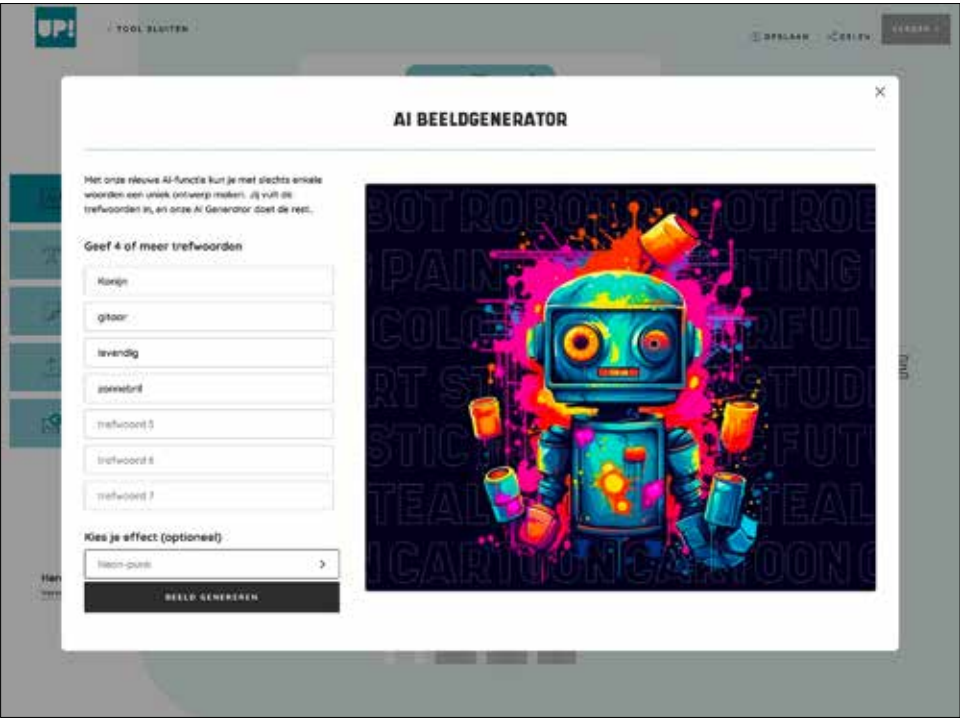 UP!
TOOL SLUITEN
OPSLAAN
DELEN
AI BEELDGENERATOR
Met onze nieuwe AI-functie kun je met slechts enkele
woorden een uniek ontwerp maken. Jij vult de
trefwoorden in, en onze AI Generator doet de rest.
Geef 4 of meer trefwoorden
Konijn
gitaar
levendig
zonnebril
trefwoord 5
trefwoord 6
trefwoord 7
Kies je effect (optioneel)
Neon-punk
BEELD GENEREREN
BOT ROBOT ROBOT ROB
PAIN TING
COLO RFUL
RT ST STUD
STIC FUTU
TEAL TEAL
N CARTOON CARTOON C